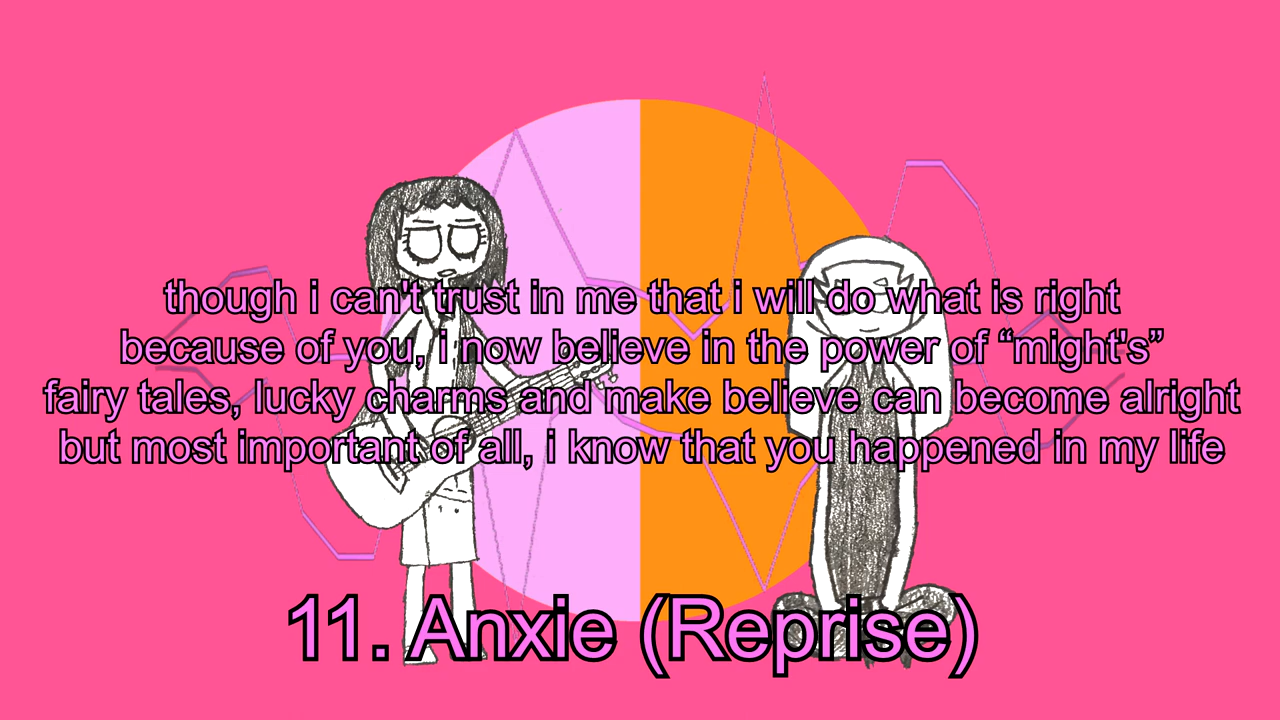 though i can't trust in me that i will do what is right
because of you, i now believe in the power of “might's”
fairy tales, lucky charms and make believe can become alright
but most important of all, i know that you happened in my life
11. Anxie (Reprise)